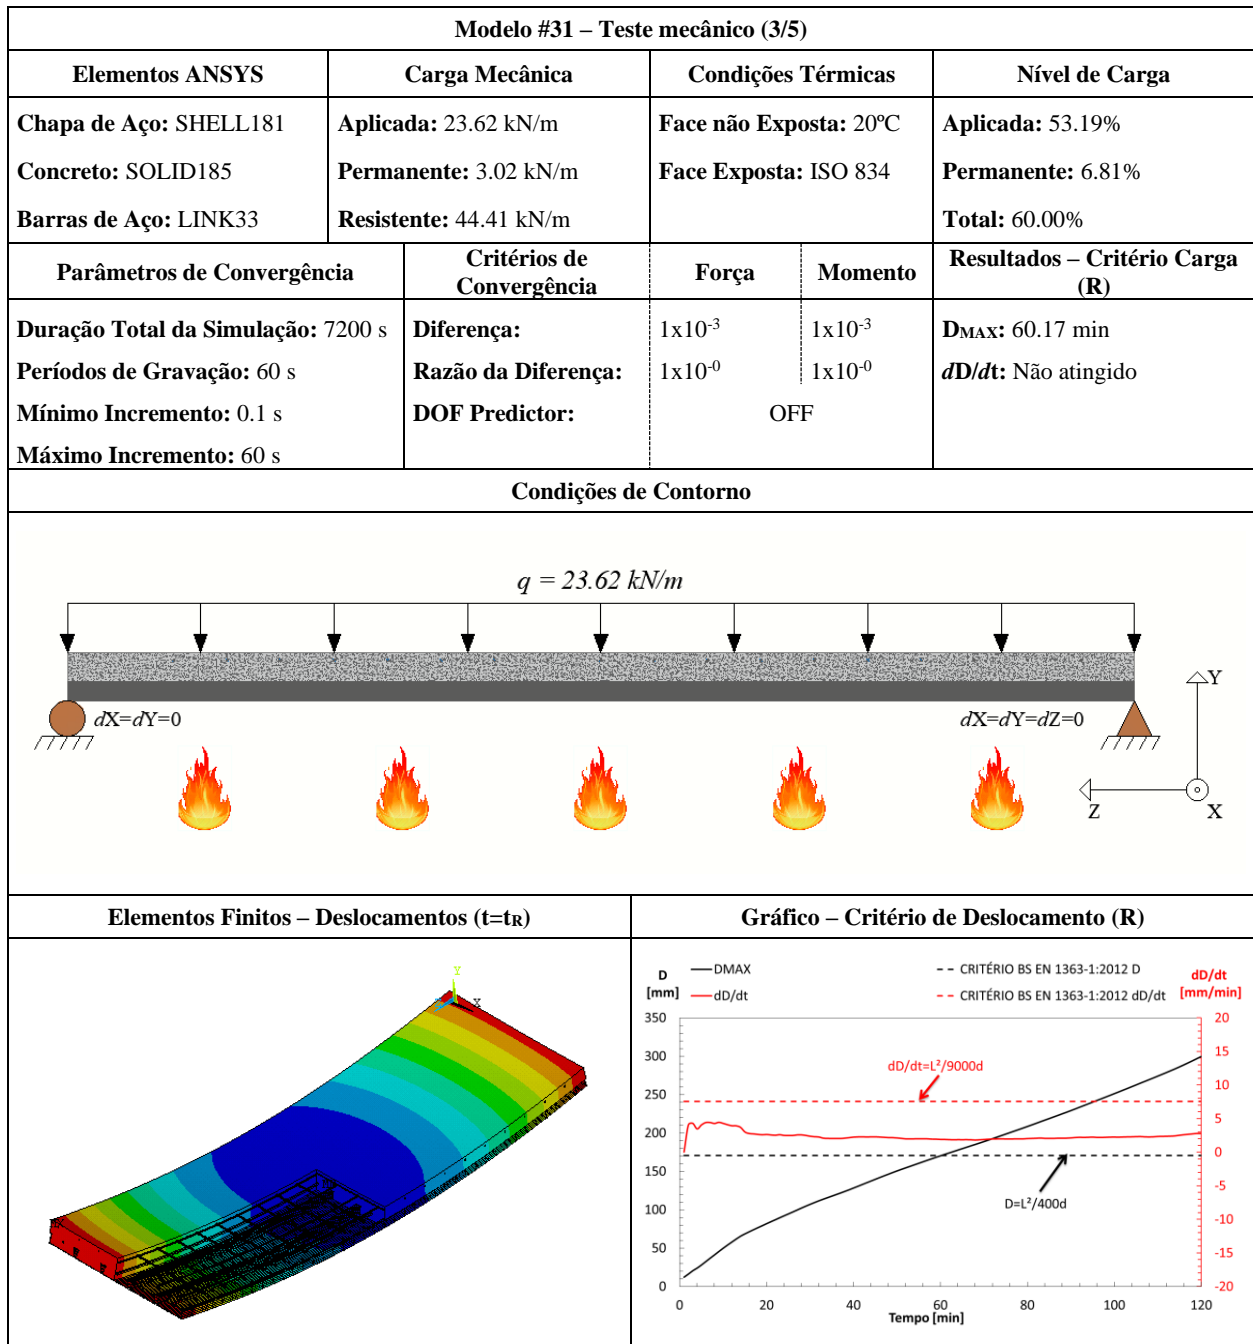 Modelo #31 – Teste mecânico (3/5)
Elementos ANSYS
Carga Mecânica
Condições Térmicas
Nível de Carga
Chapa de Aço: SHELL181
Concreto: SOLID185
Barras de Aço: LINK33
Aplicada: 23.62 kN/m
Permanente: 3.02 kN/m
Resistente: 44.41 kN/m
Face não Exposta: 20ºC
Face Exposta: ISO 834
Aplicada: 53.19%
Permanente: 6.81%
Total: 60.00%
Parâmetros de Convergência
Critérios de
Convergência
Força
Momento
Resultados – Critério Carga
(R)
Duração Total da Simulação: 7200 s
Períodos de Gravação: 60 s
Mínimo Incremento: 0.1 s
Máximo Incremento: 60 s
Diferença: 1x10-3 1x10-3
Razão da Diferença: 1x10-0 1x10-0
DOF Predictor: OFF
DMAX: 60.17 min
dD/dt: Não atingido
Condições de Contorno
q = 23.62 kN/m
dX=dY=0
dX=dY=dZ=0
Y
Z
X
Elementos Finitos – Deslocamentos (t=tR)
Gráfico – Critério de Deslocamento (R)
Y
X
D
[mm]
DMAX
CRITÉRIO BS EN 1363-1:2012 D
dD/dt
CRITÉRIO BS EN 1363-1:2012 dD/dt
dD/dt
[mm/min]
350
300
250
200
150
100
50
0
dD/dt=L²/9000d
D=L²/400d
20
15
10
5
0
-5
-10
-15
-20
0 20 40 60 80 100 120
Tempo [min]